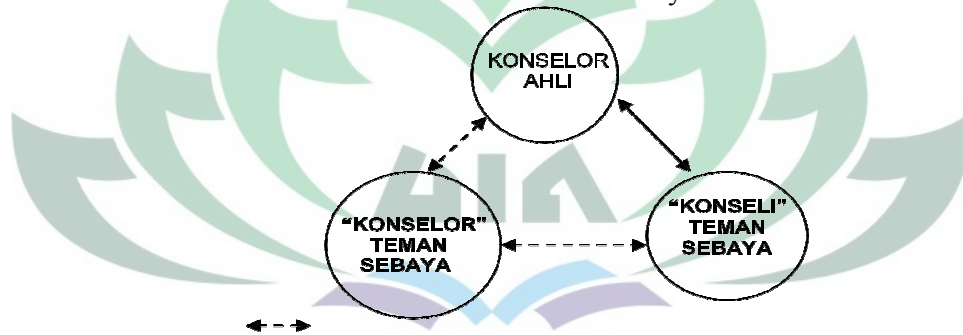 KONSELOR
AHLI
“KONSELOR”
TEMAN
SEBAYA
“KONSELI”
TEMAN
SEBAYA